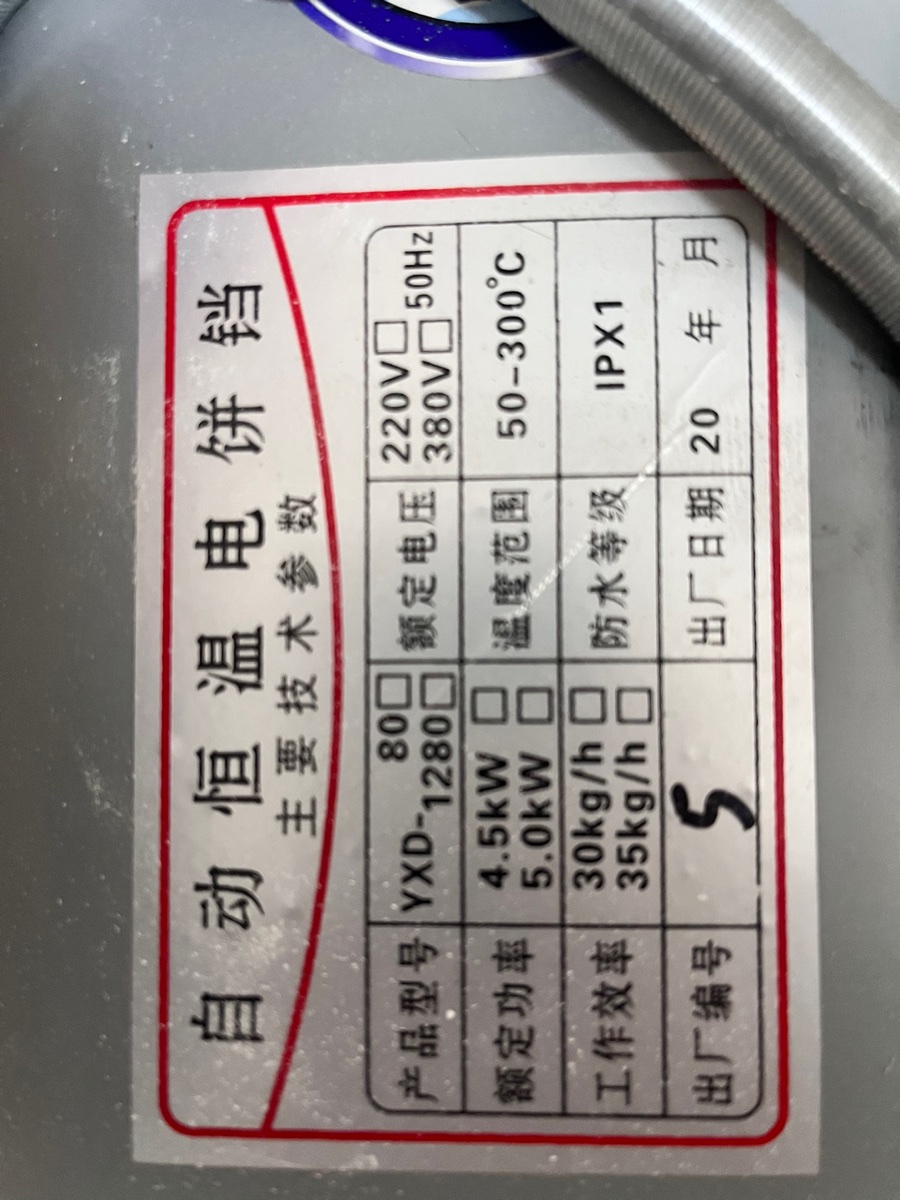 自动恒温电饼铛
主要技术参数
产品型号 YXD- 80□ 1280□ 额定电压 220V□ 380V□ 50Hz
额定功率 4.5kW□ 5.0kW□ 温度范围 50-300℃
工作效率 30kg/h□ 35kg/h□ 防水等级 IPX1
出厂编号 5 出厂日期 20 年 月